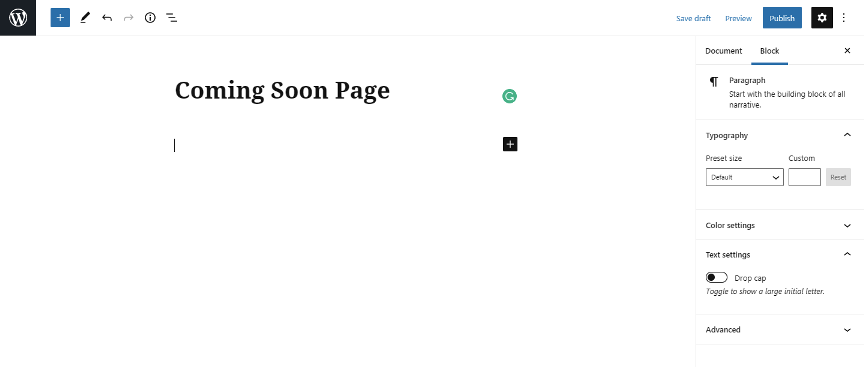 Save draft
Preview
Publish
Document
Block
Coming Soon Page
Paragraph
Start with the building block of all
narrative.
Typography
Preset size
Custom
Default
Reset
Color settings
Text settings
Drop cap
Toggle to show a large initial letter.
Advanced